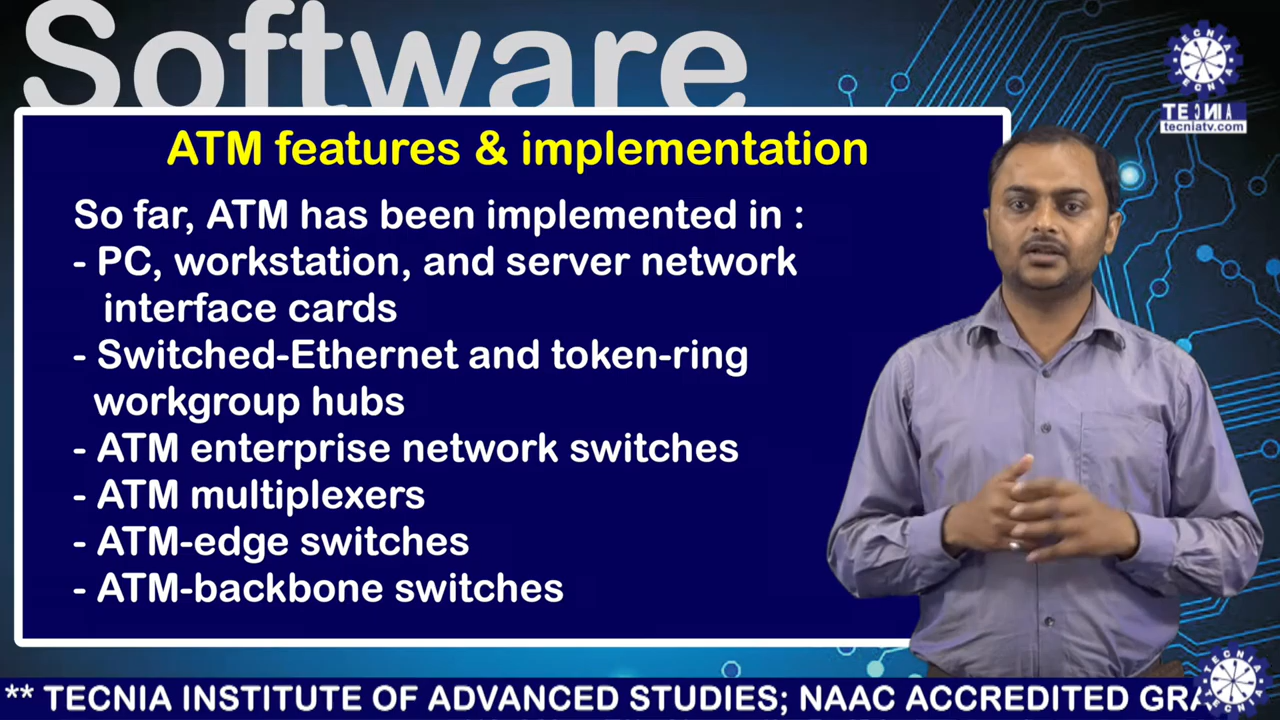 Software
TECNIA TECNIA
TECNIA
tecniatv.com
ATM features & implementation
So far, ATM has been implemented in :
- PC, workstation, and server network
interface cards
- Switched-Ethernet and token-ring
workgroup hubs
- ATM enterprise network switches
- ATM multiplexers
- ATM-edge switches
- ATM-backbone switches
** TECNIA INSTITUTE OF ADVANCED STUDIES; NAAC ACCREDITED GRA